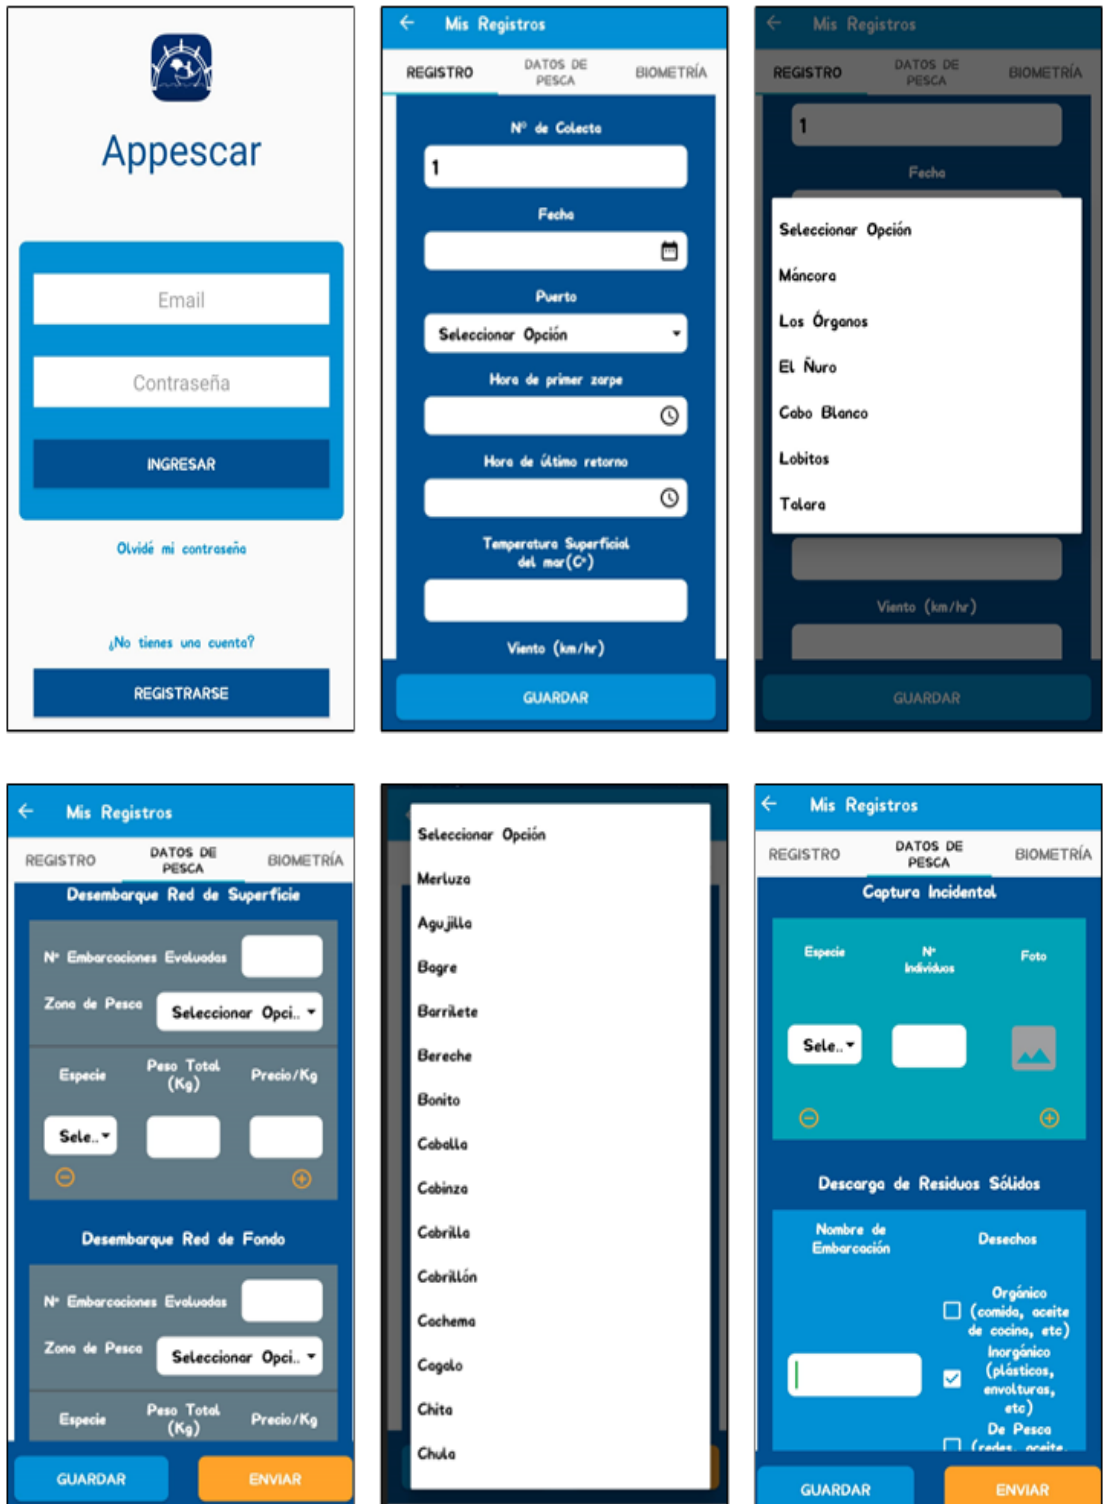 Appescar
Email
Contraseña
INGRESAR
Olvidé mi contraseña
¿No tienes una cuenta?
REGISTRARSE
Mis Registros
REGISTRO
DATOS DE
PESCA
BIOMETRÍA
Nº de Colecta
1
Fecha
Puerto
Seleccionar Opción
Hora de primer zarpe
Hora de último retorno
Temperatura Superficial
del mar(Cº)
Viento (km/hr)
GUARDAR
Mis Registros
REGISTRO
DATOS DE
PESCA
BIOMETRÍA
1
Fecha
Seleccionar Opción
Máncora
Los Órganos
El Ñuro
Cabo Blanco
Lobitos
Talara
Viento (km/hr)
GUARDAR
Mis Registros
REGISTRO
DATOS DE
PESCA
BIOMETRÍA
Desembarque Red de Superficie
Nº Embarcaciones Evaluadas
Zona de Pesca
Seleccionar Opci..
Especie
Peso Total
(Kg)
Precio/Kg
Sele..
Desembarque Red de Fondo
Nº Embarcaciones Evaluadas
Zona de Pesca
Seleccionar Opci..
Especie
Peso Total
(Kg)
Precio/Kg
GUARDAR
ENVIAR
Seleccionar Opción
Merluza
Agujilla
Bagre
Barrilete
Bereche
Bonito
Caballa
Cabinza
Cabrilla
Cabrillón
Cachema
Cagalo
Chita
Chula
Mis Registros
REGISTRO
DATOS DE
PESCA
BIOMETRÍA
Captura Incidental
Especie
Nº
Individuos
Foto
Sele..
Descarga de Residuos Sólidos
Nombre de
Embarcación
Desechos
Orgánico
(comida, aceite
de cocina, etc)
Inorgánico
(plásticos,
envolturas,
etc)
De Pesca
(redes, aceite,
GUARDAR
ENVIAR